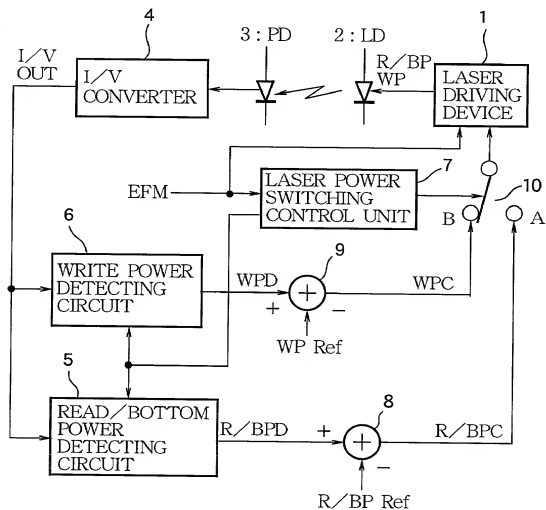 4
3 : PD
2 : LD
1
I/V
OUT
I/V
CONVERTER
R/BP
WP
LASER
DRIVING
DEVICE
7
EFM
LASER POWER
SWITCHING
CONTROL UNIT
10
B
A
6
WRITE POWER
DETECTING
CIRCUIT
WPD
9
+
+
−
WPC
WP Ref
5
READ/BOTTOM
POWER
DETECTING
CIRCUIT
R/BPD
+
8
+
−
R/BPC
R/BP Ref